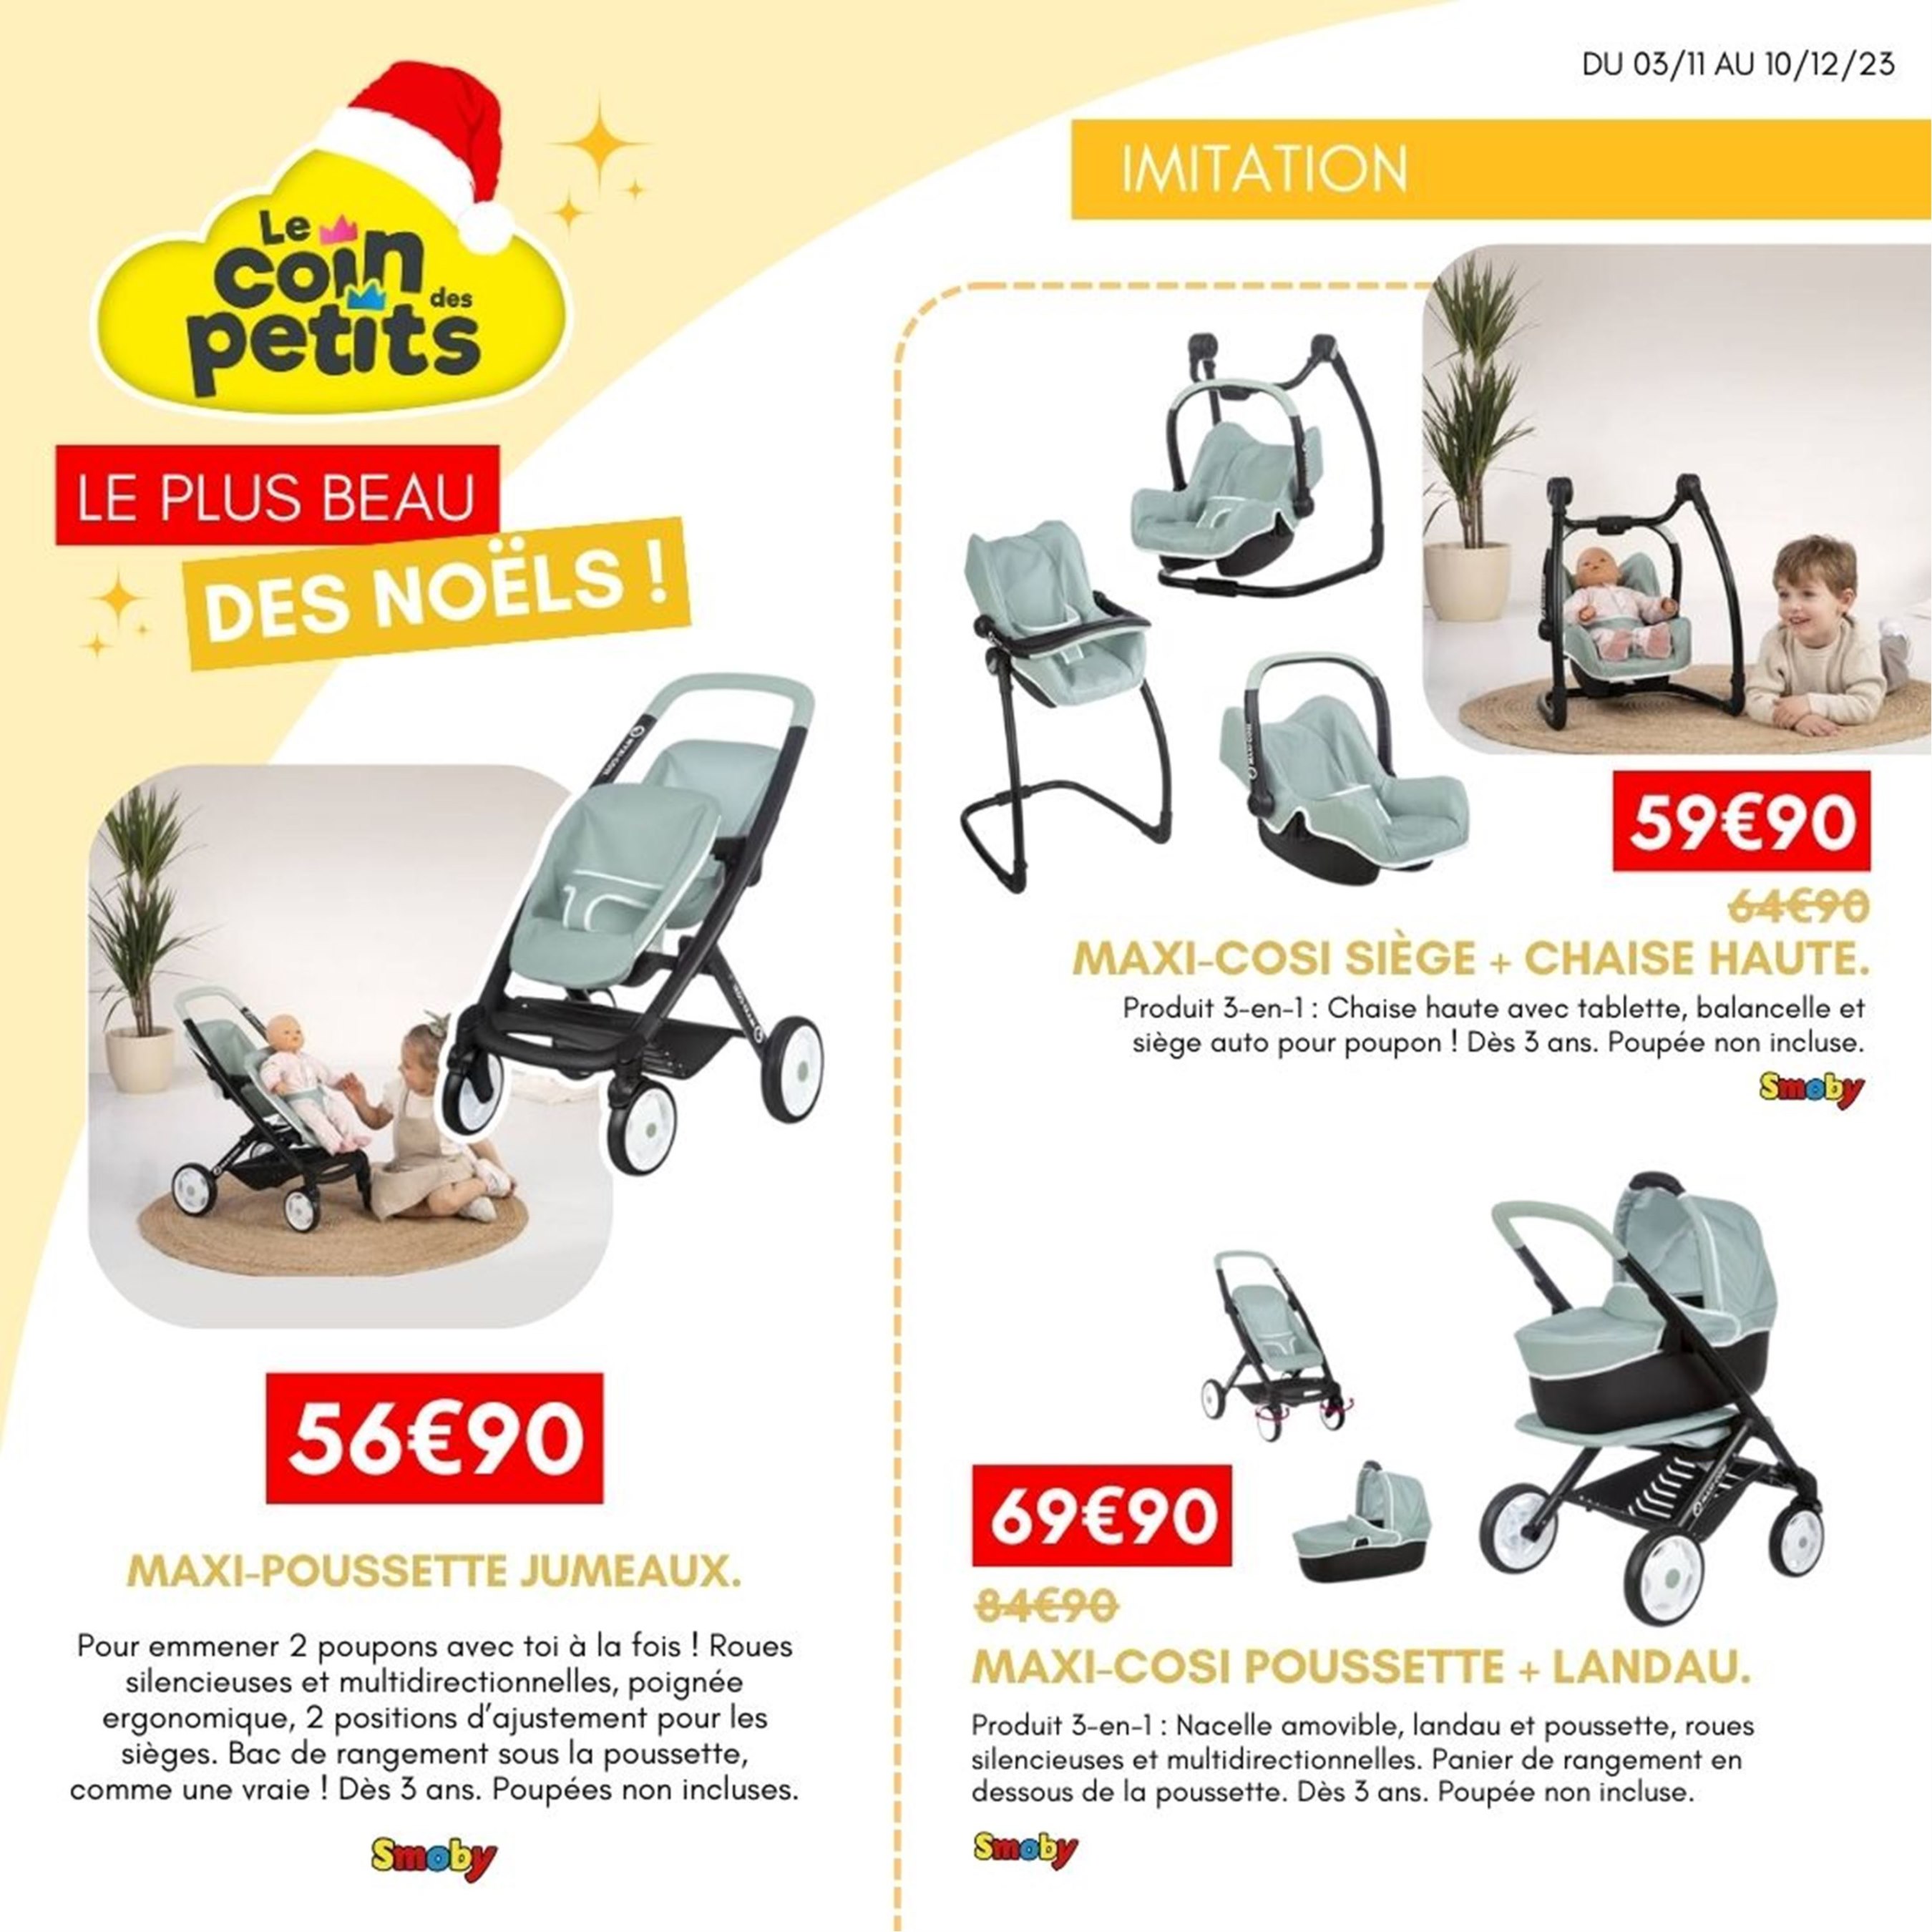 DU 03/11 AU 10/12/23
IMITATION
Le
coin
des
petits
LE PLUS BEAU
DES NOËLS !
56€90
MAXI-POUSSETTE JUMEAUX.
Pour emmener 2 poupons avec toi à la fois ! Roues
silencieuses et multidirectionnelles, poignée
ergonomique, 2 positions d'ajustement pour les
sièges. Bac de rangement sous la poussette,
comme une vraie ! Dès 3 ans. Poupées non incluses.
Smoby
59€90
64€90
MAXI-COSI SIÈGE + CHAISE HAUTE.
Produit 3-en-1 : Chaise haute avec tablette, balancelle et
siège auto pour poupon ! Dès 3 ans. Poupée non incluse.
Smoby
69€90
84€90
MAXI-COSI POUSSETTE + LANDAU.
Produit 3-en-1 : Nacelle amovible, landau et poussette, roues
silencieuses et multidirectionnelles. Panier de rangement en
dessous de la poussette. Dès 3 ans. Poupée non incluse.
Smoby